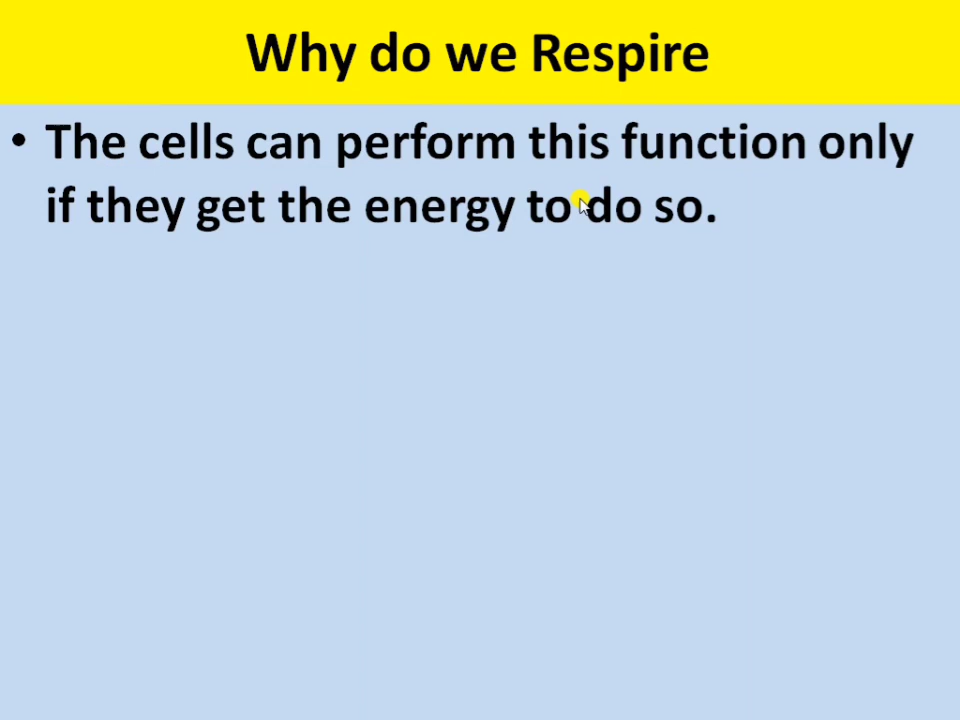 Why do we Respire
• The cells can perform this function only
if they get the energy to do so.